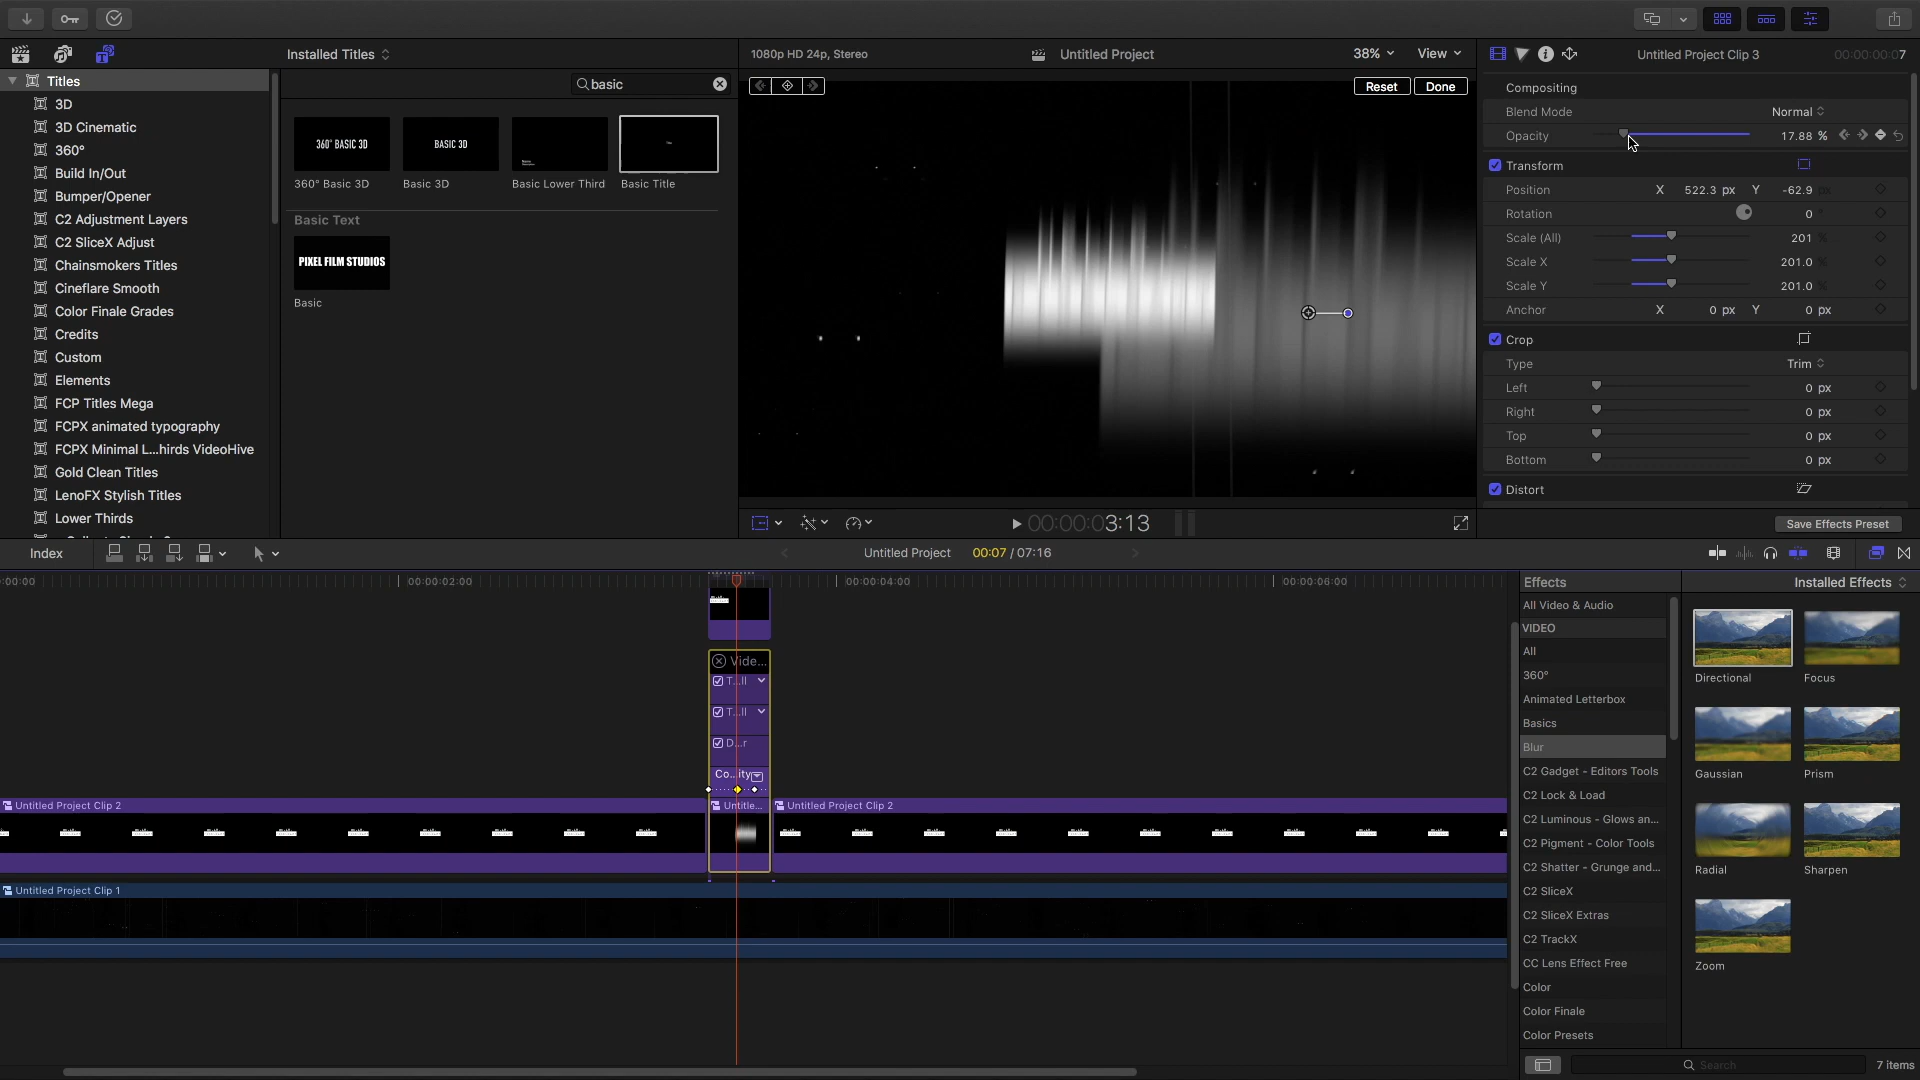 Installed Titles
1080p HD 24p, Stereo
Untitled Project
38%
View
Untitled Project Clip 3
00:00:00:07
Titles
3D
3D Cinematic
360°
Build In/Out
Bumper/Opener
C2 Adjustment Layers
C2 SliceX Adjust
Chainsmokers Titles
Cineflare Smooth
Color Finale Grades
Credits
Custom
Elements
FCP Titles Mega
FCPX animated typography
FCPX Minimal L...hirds VideoHive
Gold Clean Titles
LenoFX Stylish Titles
Lower Thirds
basic
360° BASIC 3D
BASIC 3D
360° Basic 3D
Basic 3D
Basic Lower Third
Basic Title
Basic Text
PIXEL FILM STUDIOS
Basic
Reset
Done
00:00:03:13
Compositing
Blend Mode
Normal
Opacity
17.88 %
Transform
Position
X
522.3 px
Y
-62.9 px
Rotation
0 °
Scale (All)
201 %
Scale X
201.0 %
Scale Y
201.0 %
Anchor
X
0 px
Y
0 px
Crop
Type
Trim
Left
0 px
Right
0 px
Top
0 px
Bottom
0 px
Distort
Save Effects Preset
Index
Untitled Project
00:07 / 07:16
:00:00
00:00:02:00
00:00:04:00
00:00:06:00
Vide...
T...ll
T...ll
D...r
Co...ity
Untitled Project Clip 2
Untitle...
Untitled Project Clip 2
Untitled Project Clip 1
Effects
Installed Effects
All Video & Audio
VIDEO
All
360°
Animated Letterbox
Basics
Blur
C2 Gadget - Editors Tools
C2 Lock & Load
C2 Luminous - Glows an...
C2 Pigment - Color Tools
C2 Shatter - Grunge and...
C2 SliceX
C2 SliceX Extras
C2 TrackX
CC Lens Effect Free
Color
Color Finale
Color Presets
Directional
Focus
Gaussian
Prism
Radial
Sharpen
Zoom
Search
7 items